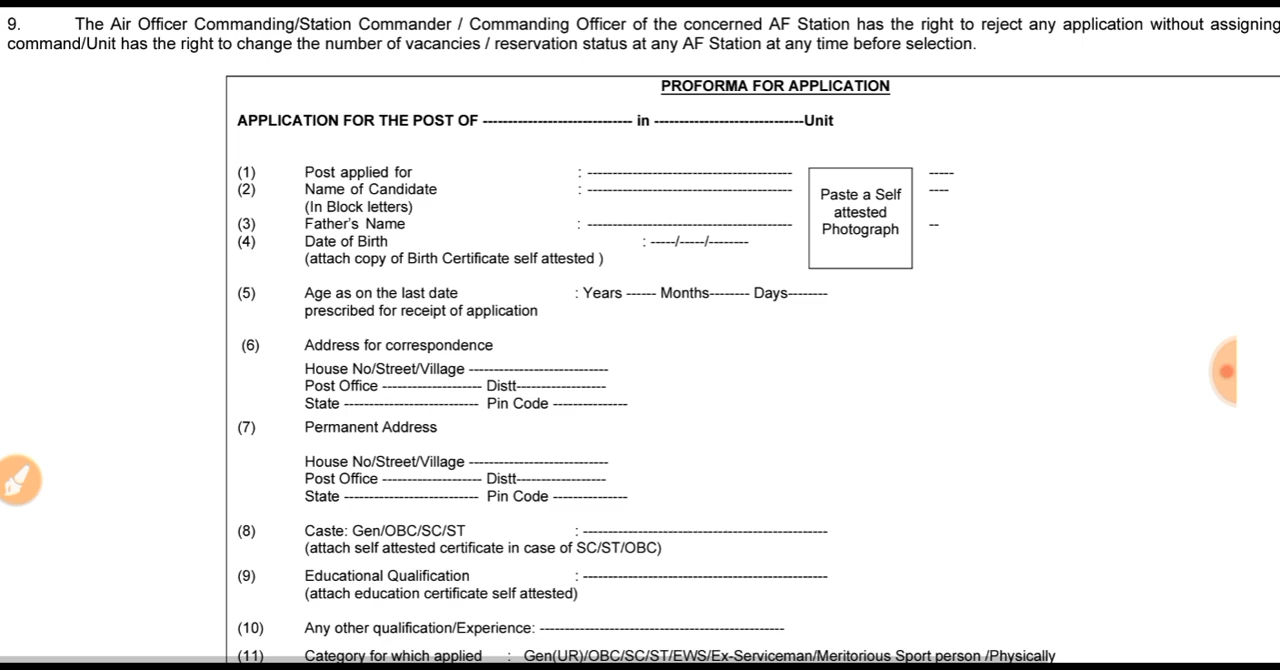 9. The Air Officer Commanding/Station Commander / Commanding Officer of the concerned AF Station has the right to reject any application without assigning
command/Unit has the right to change the number of vacancies / reservation status at any AF Station at any time before selection.
PROFORMA FOR APPLICATION
APPLICATION FOR THE POST OF ------------------------------ in ------------------------------Unit
(1) Post applied for : ----------------------------------------- -----
(2) Name of Candidate : ----------------------------------------- ----
(In Block letters)
(3) Father's Name : ----------------------------------------- --
(4) Date of Birth : -----/-----/--------
(attach copy of Birth Certificate self attested )
Paste a Self
attested
Photograph
(5) Age as on the last date : Years ------ Months-------- Days--------
prescribed for receipt of application
(6) Address for correspondence
House No/Street/Village ----------------------------
Post Office -------------------- Distt------------------
State --------------------------- Pin Code ---------------
(7) Permanent Address
House No/Street/Village ----------------------------
Post Office -------------------- Distt------------------
State --------------------------- Pin Code ---------------
(8) Caste: Gen/OBC/SC/ST : -------------------------------------------------
(attach self attested certificate in case of SC/ST/OBC)
(9) Educational Qualification : -------------------------------------------------
(attach education certificate self attested)
(10) Any other qualification/Experience: -------------------------------------------------
(11) Category for which applied : Gen(UR)/OBC/SC/ST/EWS/Ex-Serviceman/Meritorious Sport person /Physically